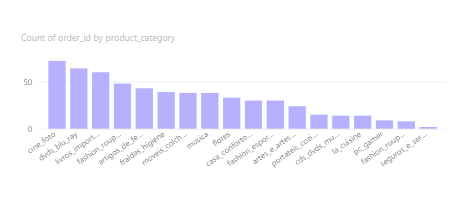 Count of order_id by product_category
50
0
cine_foto
dvds_blu_ray
livros_import...
fashion_roup...
artigos_de_fe...
fraldas_higiene
moveis_colch...
musica
flores
casa_conforto...
fashion_espor...
artes_e_artes...
portateis_cozi...
cds_dvds_mu...
la_cuisine
pc_gamer
fashion_roup...
seguros_e_ser...